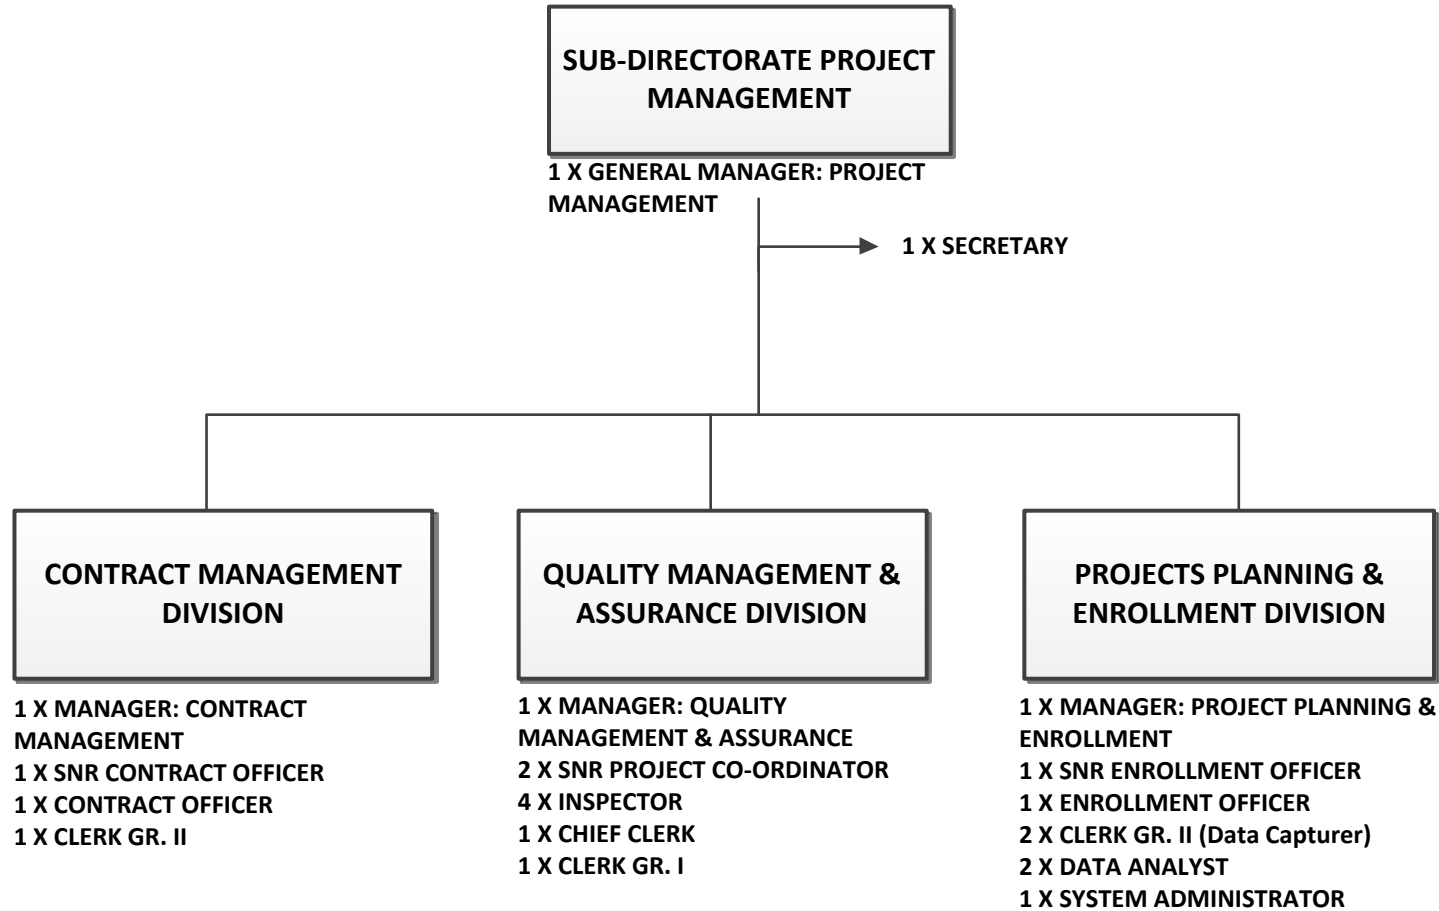 SUB-DIRECTORATE PROJECT
MANAGEMENT
1 X GENERAL MANAGER: PROJECT
MANAGEMENT
1 X SECRETARY
CONTRACT MANAGEMENT
DIVISION
1 X MANAGER: CONTRACT
MANAGEMENT
1 X SNR CONTRACT OFFICER
1 X CONTRACT OFFICER
1 X CLERK GR. II
QUALITY MANAGEMENT &
ASSURANCE DIVISION
1 X MANAGER: QUALITY
MANAGEMENT & ASSURANCE
2 X SNR PROJECT CO-ORDINATOR
4 X INSPECTOR
1 X CHIEF CLERK
1 X CLERK GR. I
PROJECTS PLANNING &
ENROLLMENT DIVISION
1 X MANAGER: PROJECT PLANNING &
ENROLLMENT
1 X SNR ENROLLMENT OFFICER
1 X ENROLLMENT OFFICER
2 X CLERK GR. II (Data Capturer)
2 X DATA ANALYST
1 X SYSTEM ADMINISTRATOR